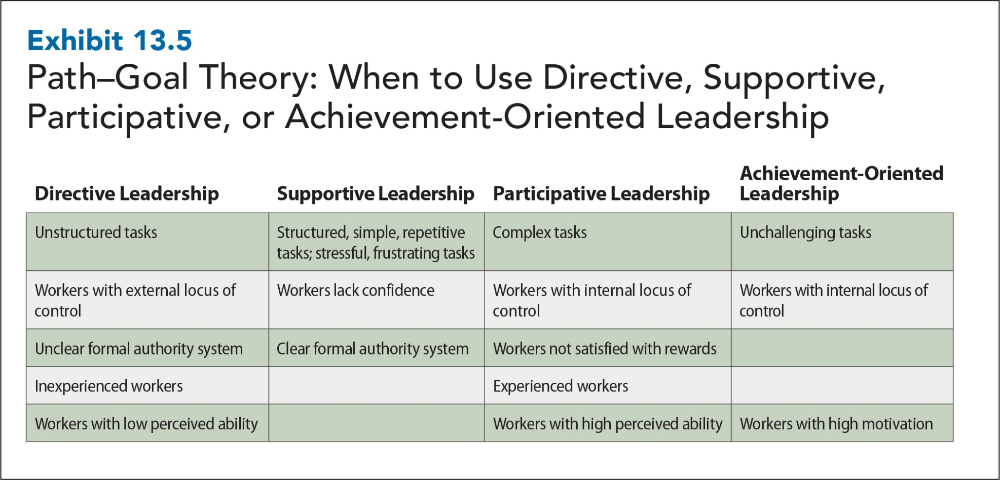 Exhibit 13.5
Path–Goal Theory: When to Use Directive, Supportive,
Participative, or Achievement-Oriented Leadership
Directive Leadership
Supportive Leadership
Participative Leadership
Achievement-Oriented
Leadership
Unstructured tasks
Structured, simple, repetitive
tasks; stressful, frustrating tasks
Complex tasks
Unchallenging tasks
Workers with external locus of
control
Workers lack confidence
Workers with internal locus of
control
Workers with internal locus of
control
Unclear formal authority system
Clear formal authority system
Workers not satisfied with rewards
Inexperienced workers
Experienced workers
Workers with low perceived ability
Workers with high perceived ability
Workers with high motivation